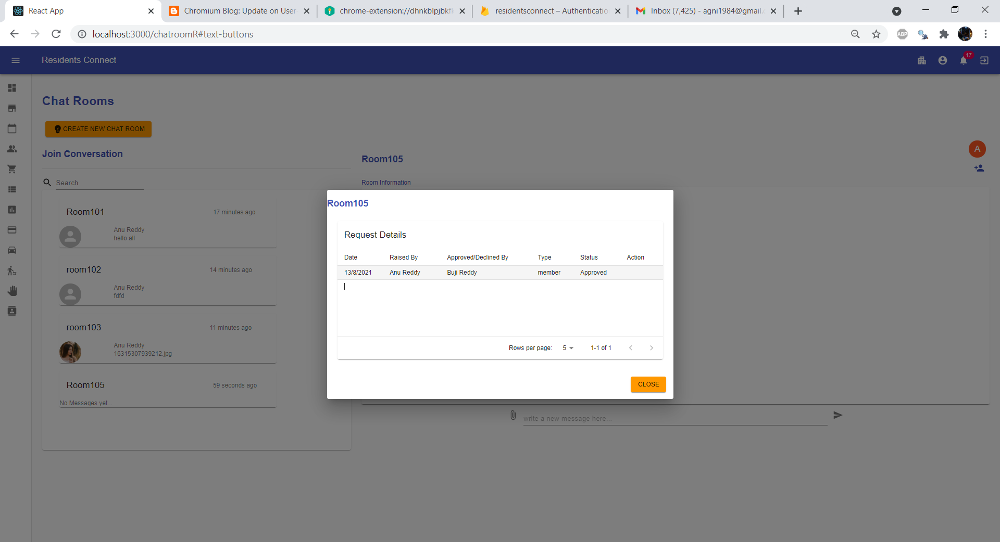 React App
Chromium Blog: Update on User-
chrome-extension://dhnkblpjbkfk
residentsconnect – Authenticatio
Inbox (7,425) - agni1984@gmail.c
localhost:3000/chatroomR#text-buttons
ABP
Residents Connect
17
Chat Rooms
CREATE NEW CHAT ROOM
Join Conversation
Search
Room101
17 minutes ago
Anu Reddy
hello all
room102
14 minutes ago
Anu Reddy
fdfd
room103
11 minutes ago
Anu Reddy
16315307939212.jpg
Room105
59 seconds ago
No Messages yet...
Room105
A
Room Information
Room105
Request Details
Date Raised By Approved/Declined By Type Status Action
13/8/2021 Anu Reddy Buji Reddy member Approved
Rows per page: 5 1-1 of 1
CLOSE
write a new message here...